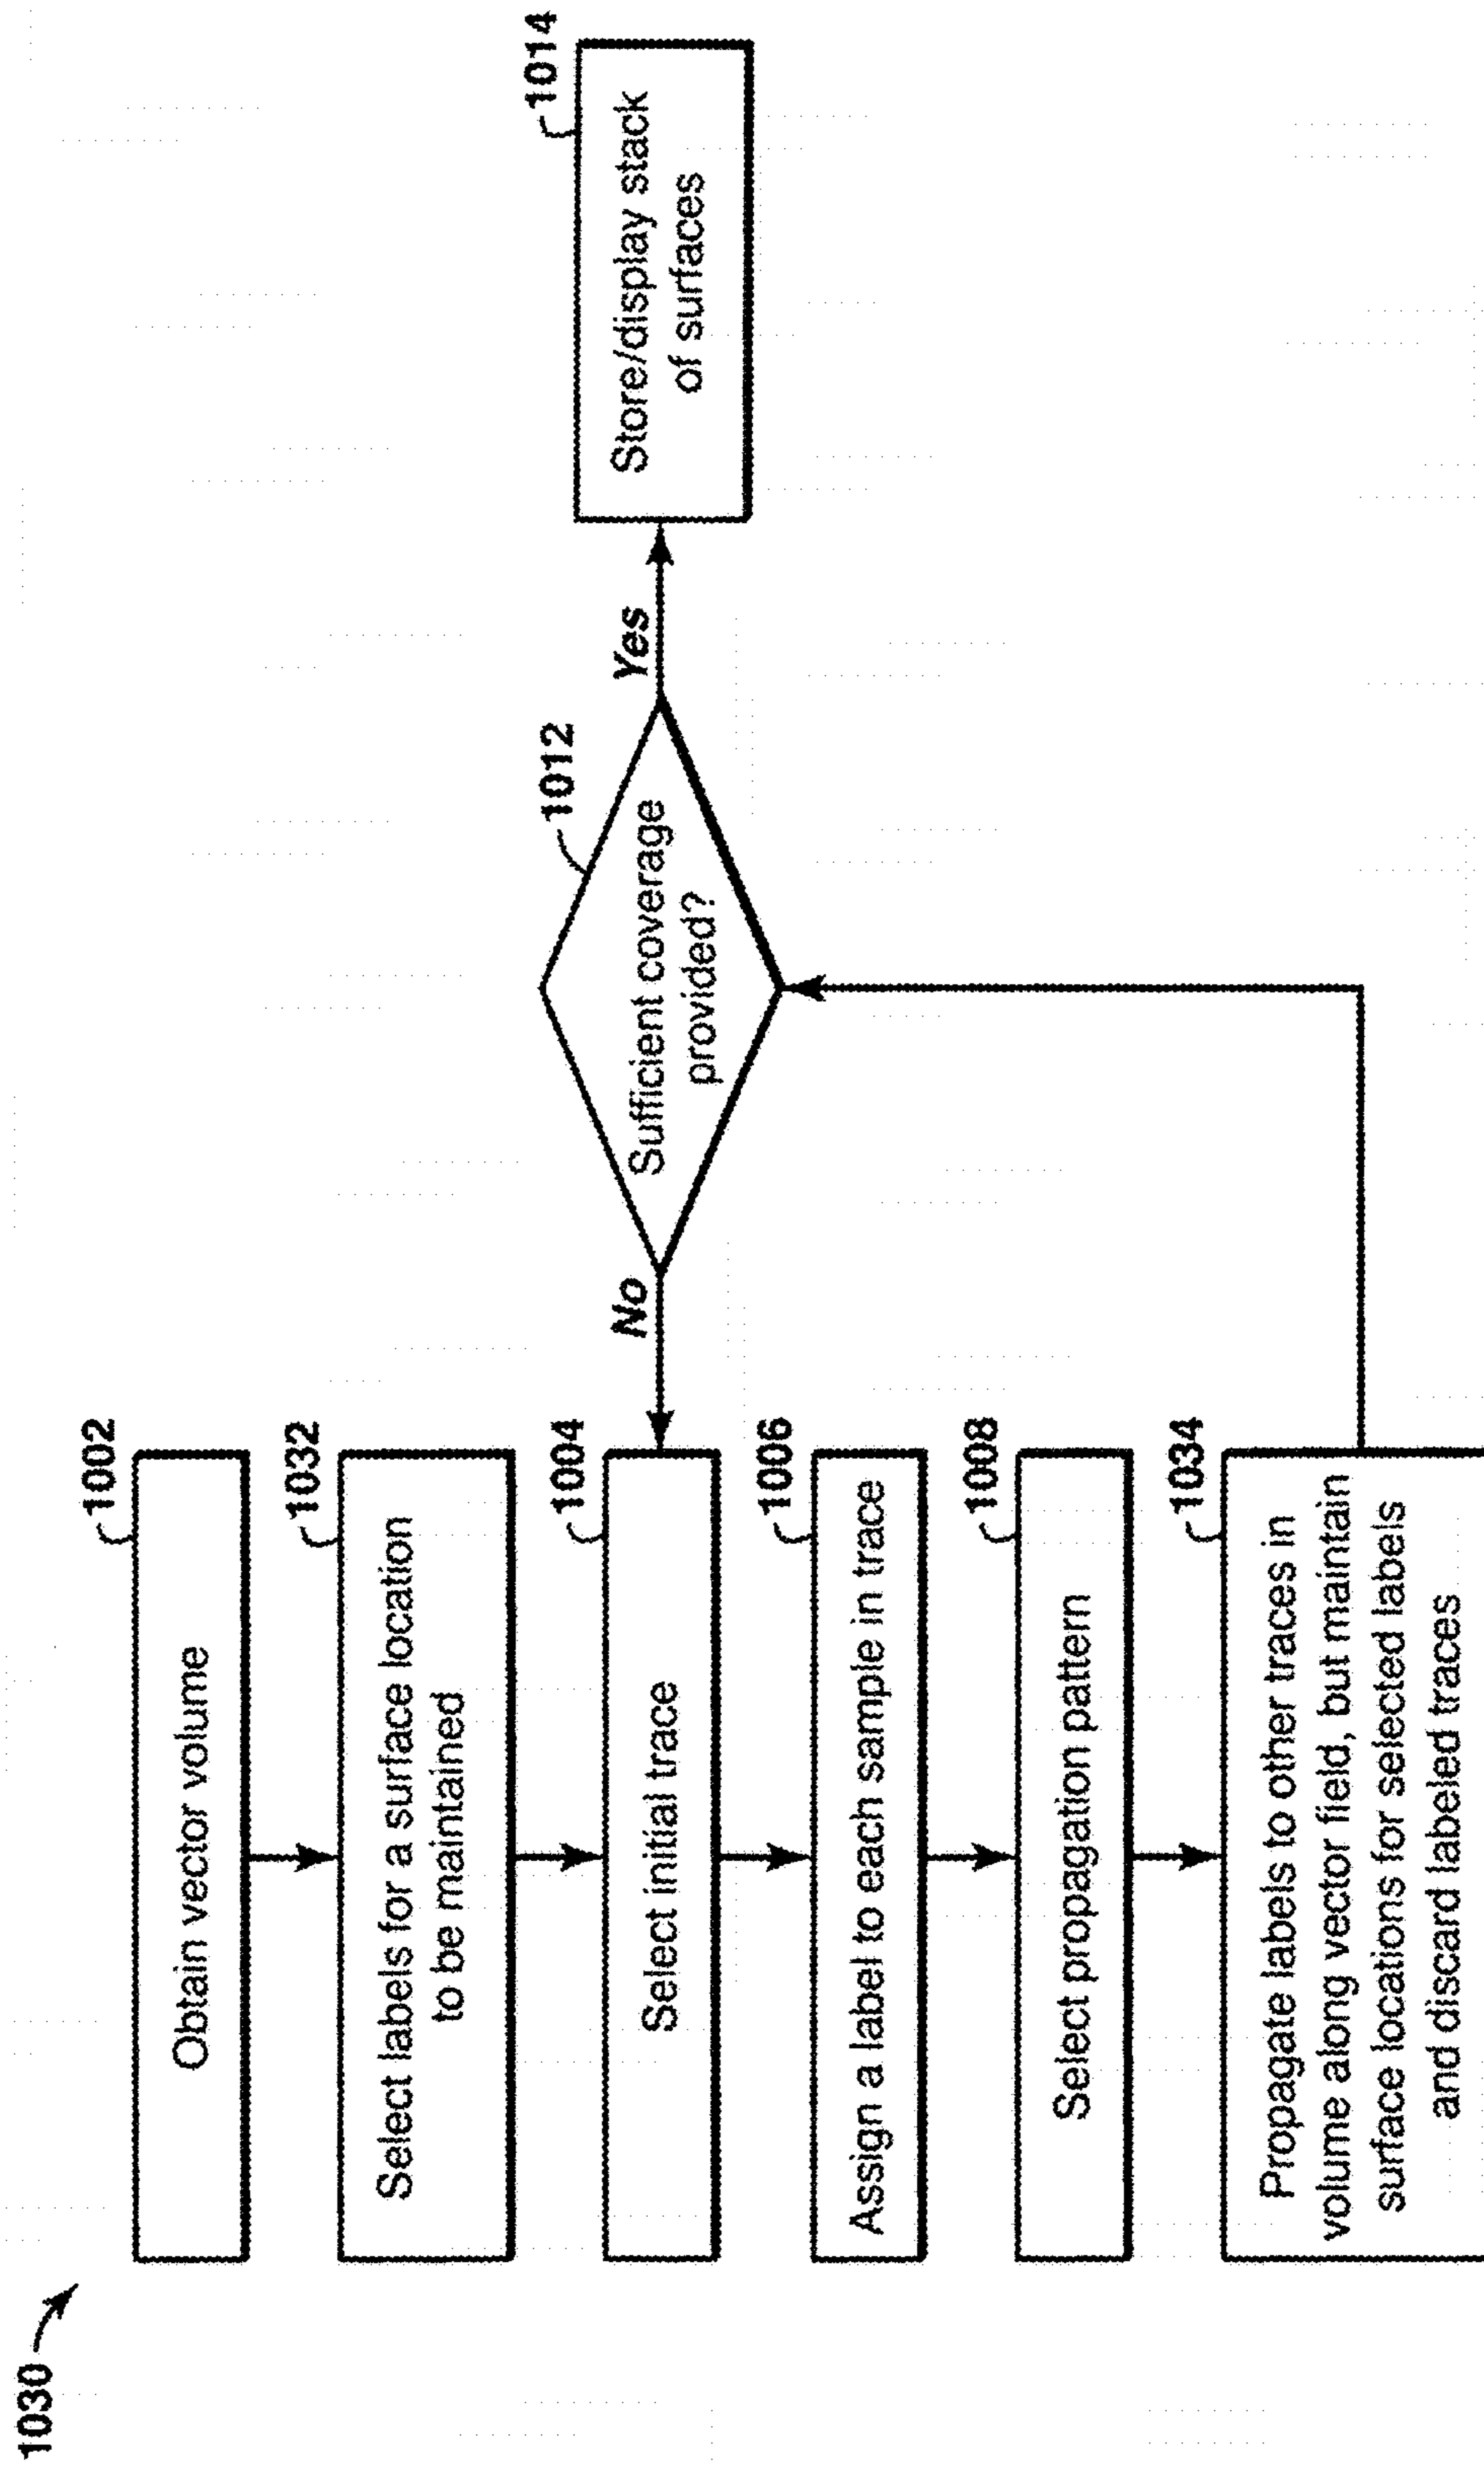 1030
1002
Obtain vector volume
1032
Select labels for a surface location
to be maintained
1004
Select initial trace
1006
Assign a label to each sample in trace
1008
Select propagation pattern
1034
Propagate labels to other traces in
volume along vector field, but maintain
surface locations for selected labels
and discard labeled traces
No
1012
Sufficient coverage
provided?
Yes
1014
Store/display stack
of surfaces